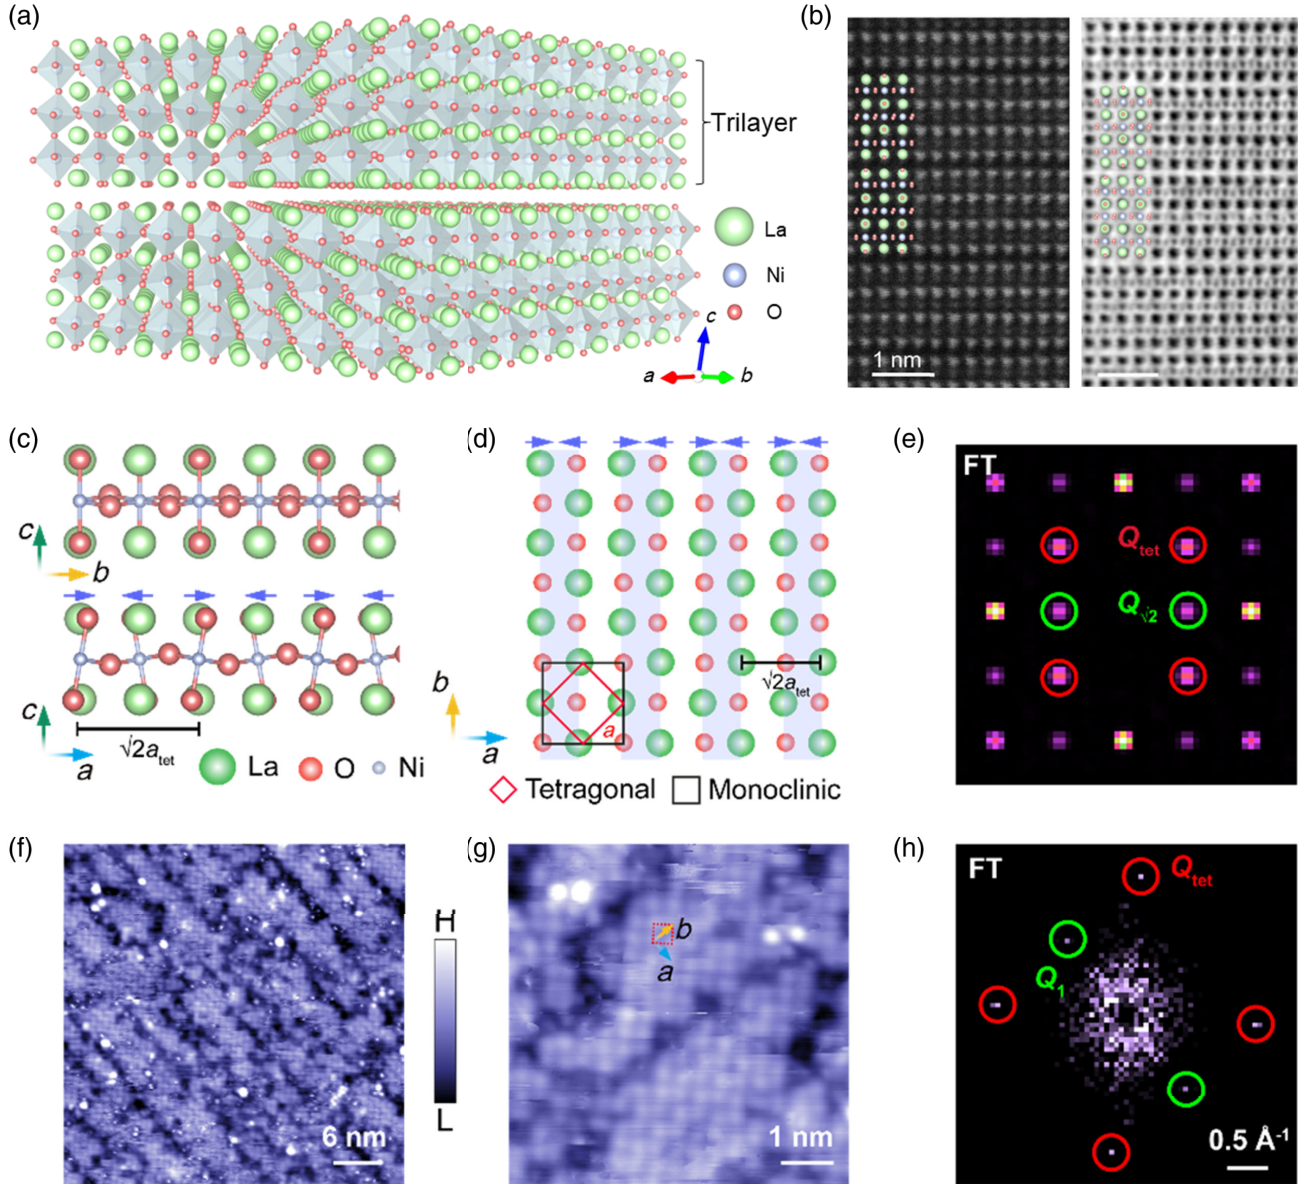 (a)
Trilayer
La
Ni
O
c
a
b
(b)
1 nm
(c)
c
b
c
a
√2a_tet
La
O
Ni
(d)
√2a_tet
a
b
a
Tetragonal
Monoclinic
(e)
FT
Q_tet
Q_√2
(f)
H
L
6 nm
(g)
b
a
1 nm
(h)
FT
Q_tet
Q_1
0.5 Å⁻¹